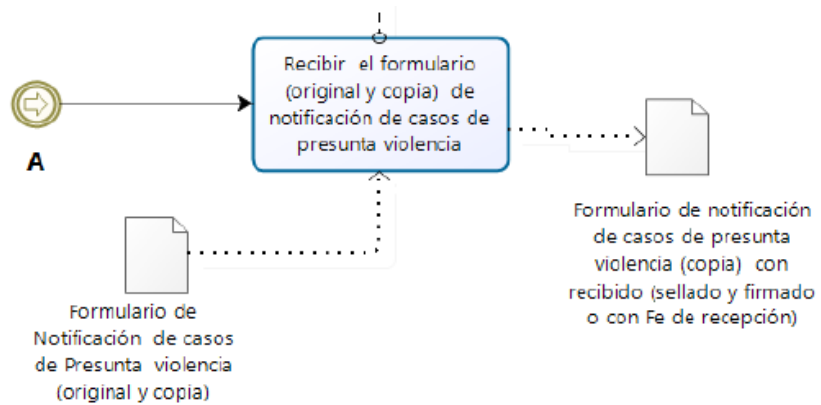 Recibir el formulario
(original y copia) de
notificación de casos de
presunta violencia
A
Formulario de notificación
de casos de presunta
violencia (copia) con
recibido (sellado y firmado
o con Fe de recepción)
Formulario de
Notificación de casos
de Presunta violencia
(original y copia)